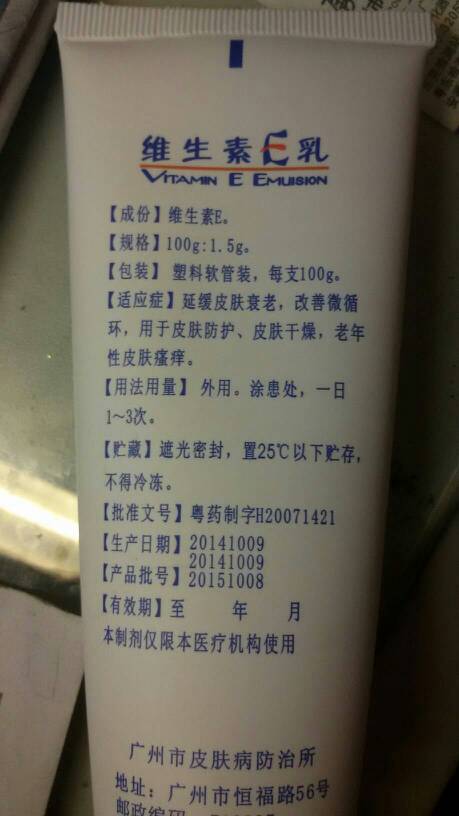 维生素E乳
VITAMIN E EMULSION
【成份】维生素E。
【规格】100g:1.5g。
【包装】 塑料软管装，每支100g。
【适应症】延缓皮肤衰老，改善微循
环，用于皮肤防护、皮肤干燥，老年
性皮肤瘙痒。
【用法用量】 外用。涂患处，一日
1～3次。
【贮藏】遮光密封，置25℃以下贮存，
不得冷冻。
【批准文号】粤药制字H20071421
【生产日期】20141009
20141009
【产品批号】20151008
【有效期】至 年 月
本制剂仅限本医疗机构使用
广州市皮肤病防治所
地址：广州市恒福路56号
邮政编码